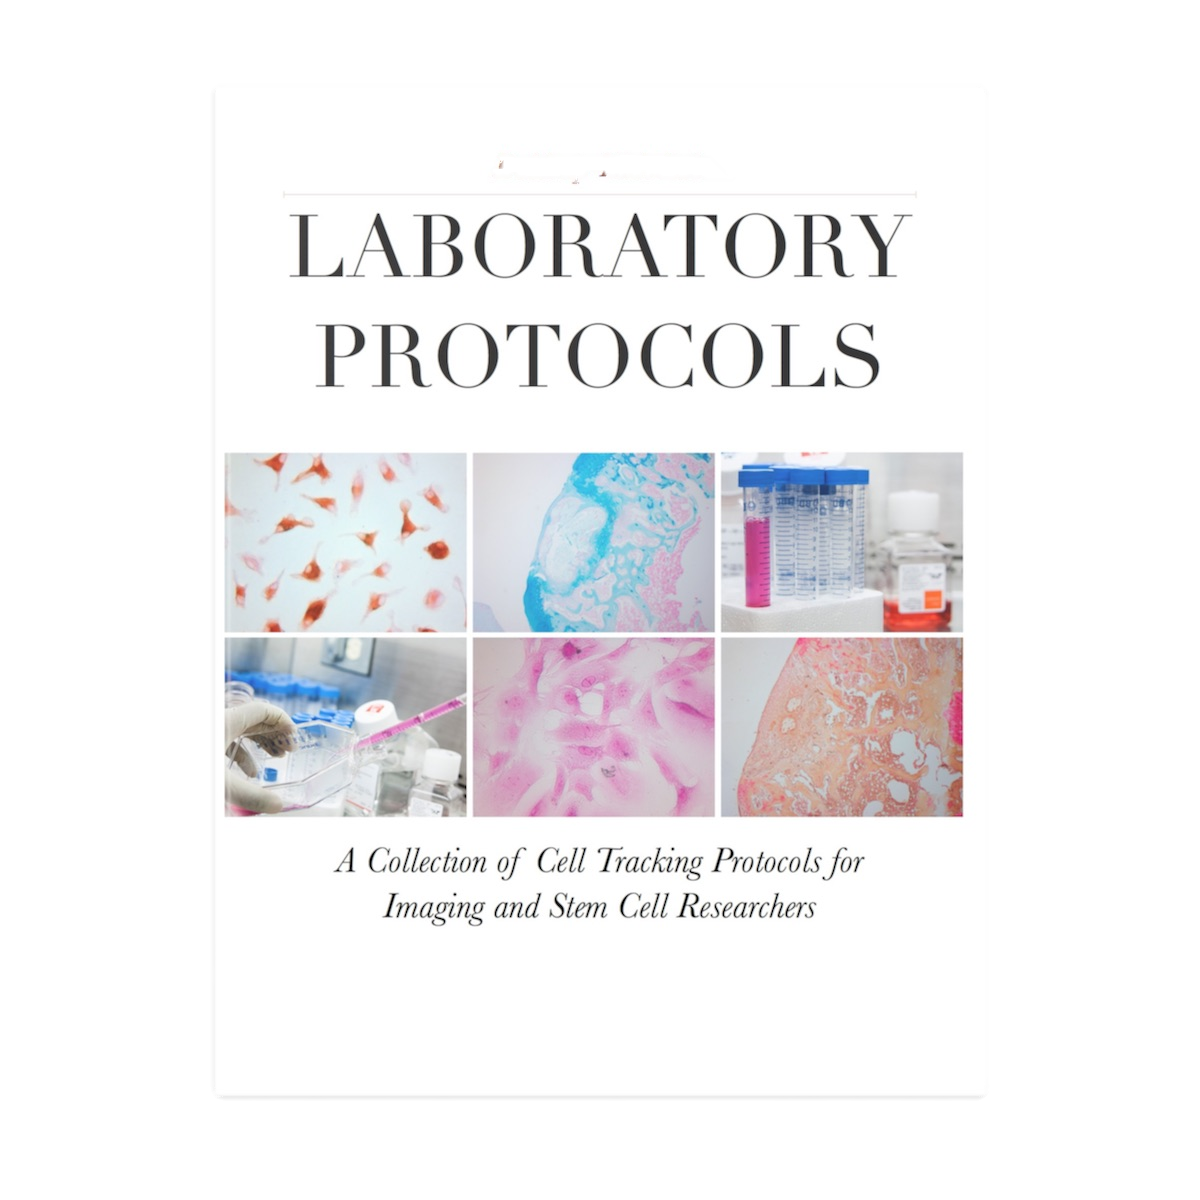 LABORATORY
PROTOCOLS
A Collection of Cell Tracking Protocols for
Imaging and Stem Cell Researchers